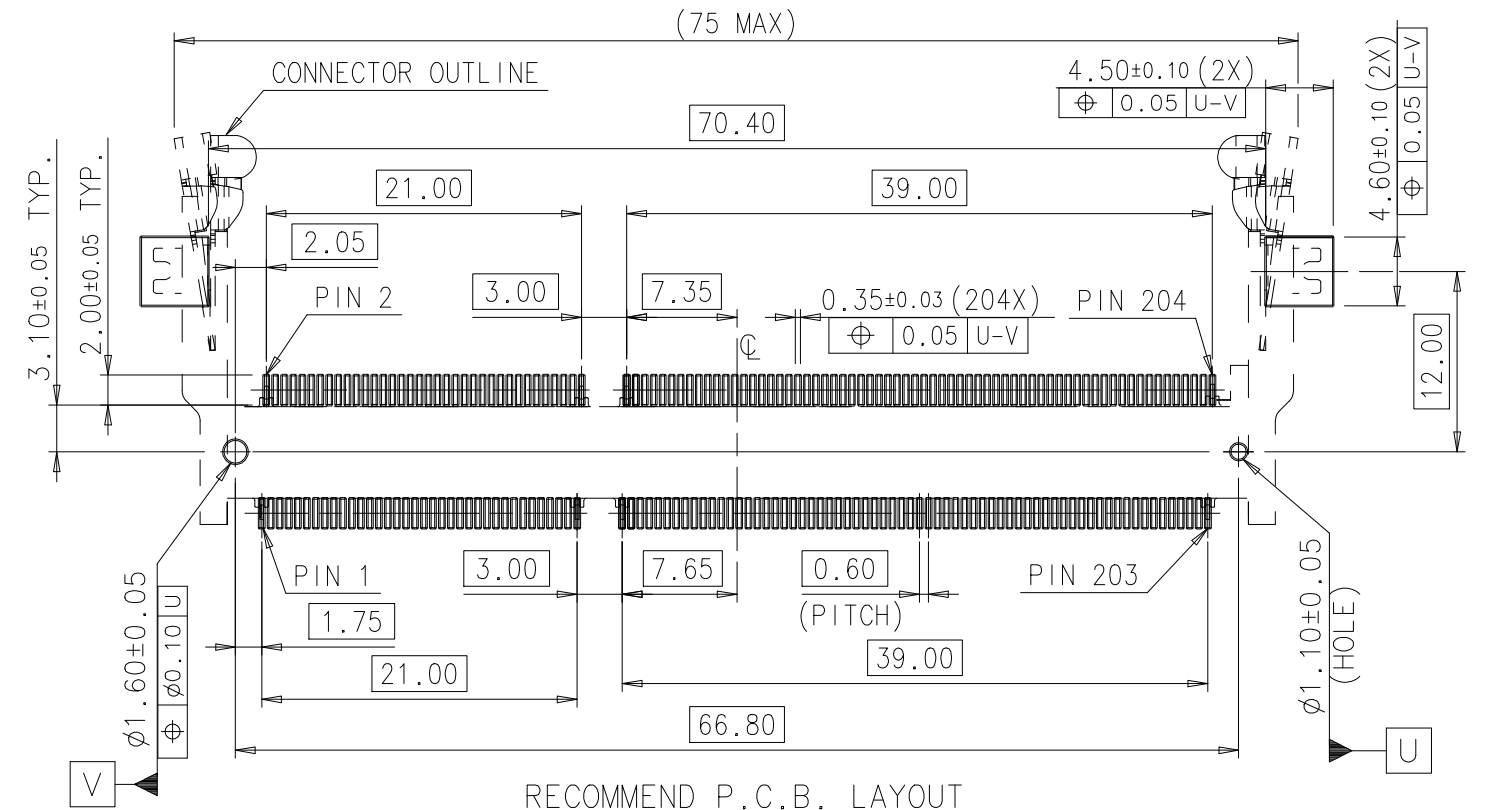 (75 MAX)
CONNECTOR OUTLINE
4.50±0.10 (2X)
⌖ 0.05 U-V
4.60±0.10 (2X)
⌖ 0.05 U-V
70.40
3.10±0.05 TYP.
2.00±0.05 TYP.
21.00
39.00
2.05
PIN 2
3.00
7.35
0.35±0.03 (204X)
⌖ 0.05 U-V
PIN 204
℄
12.00
PIN 1
3.00
7.65
0.60
(PITCH)
PIN 203
1.75
21.00
39.00
66.80
ø1.60±0.05
⌖ ø0.10 U
ø1.10±0.05
(HOLE)
V
U
RECOMMEND P.C.B. LAYOUT